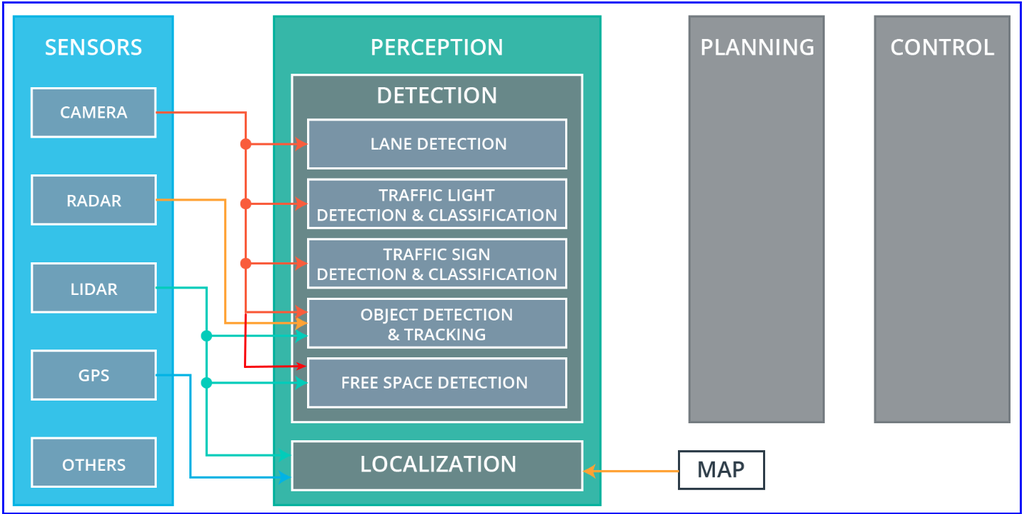 SENSORS
CAMERA
RADAR
LIDAR
GPS
OTHERS
PERCEPTION
DETECTION
LANE DETECTION
TRAFFIC LIGHT
DETECTION & CLASSIFICATION
TRAFFIC SIGN
DETECTION & CLASSIFICATION
OBJECT DETECTION
& TRACKING
FREE SPACE DETECTION
LOCALIZATION
PLANNING
CONTROL
MAP